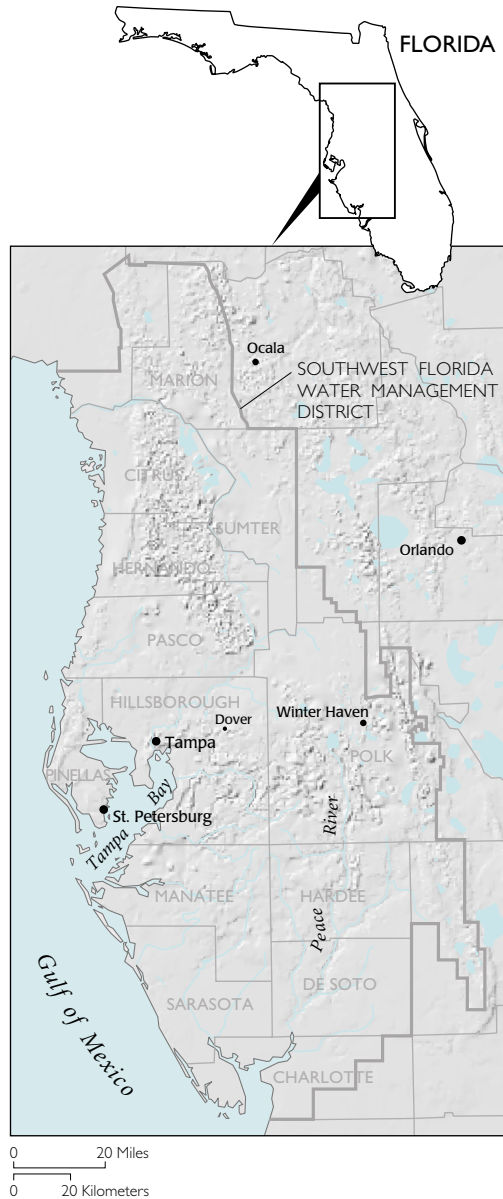 FLORIDA
Ocala
SOUTHWEST FLORIDA
WATER MANAGEMENT
DISTRICT
MARION
CITRUS
SUMTER
Orlando
HERNANDO
PASCO
HILLSBOROUGH
Dover
Winter Haven
Tampa
POLK
PINELLAS
St. Petersburg
Tampa Bay
Peace River
MANATEE
HARDEE
DE SOTO
SARASOTA
Gulf of Mexico
CHARLOTTE
0 20 Miles
0 20 Kilometers